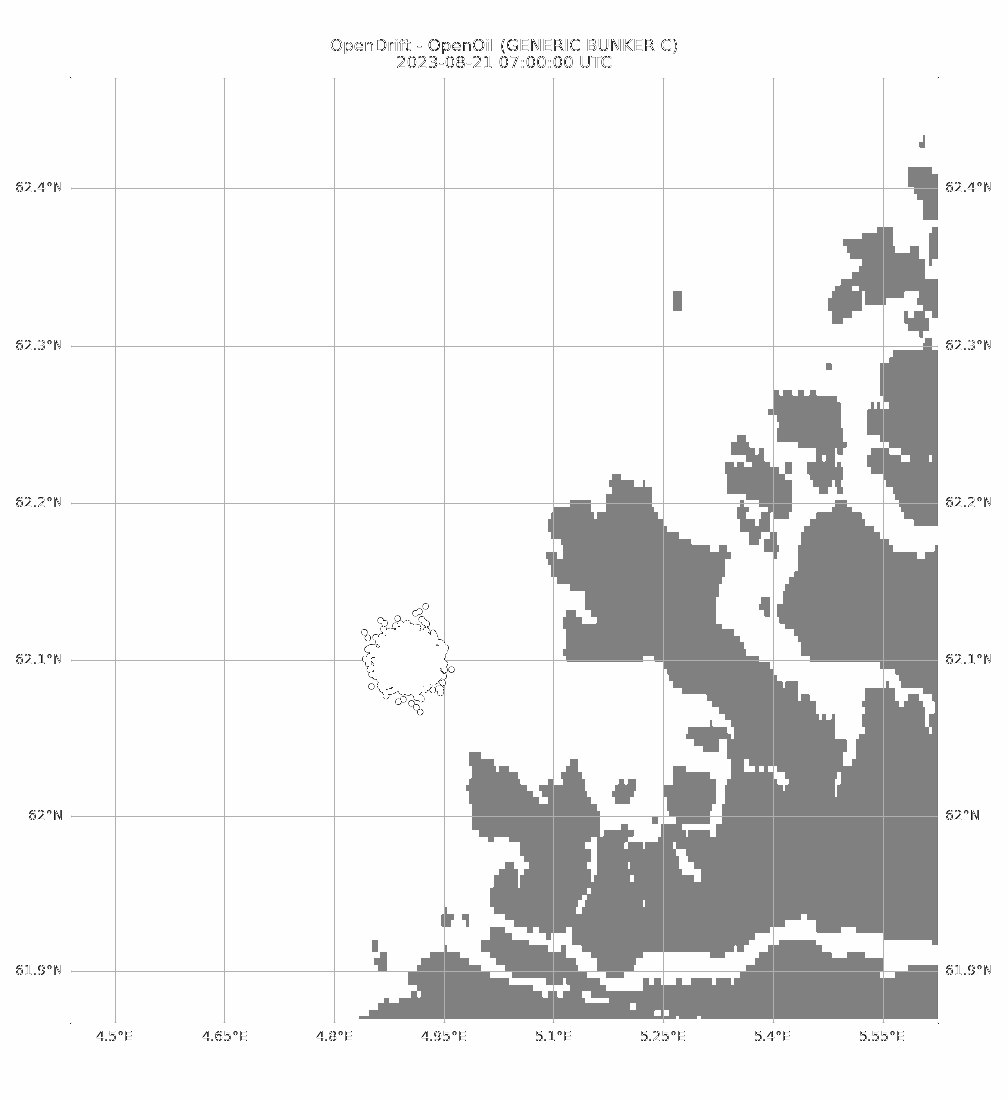 OpenDrift - OpenOil (GENERIC BUNKER C)
2023-08-21 07:00:00 UTC
62.4°N 62.4°N
62.3°N 62.3°N
62.2°N 62.2°N
62.1°N 62.1°N
62°N 62°N
61.9°N 61.9°N
4.5°E 4.65°E 4.8°E 4.95°E 5.1°E 5.25°E 5.4°E 5.55°E